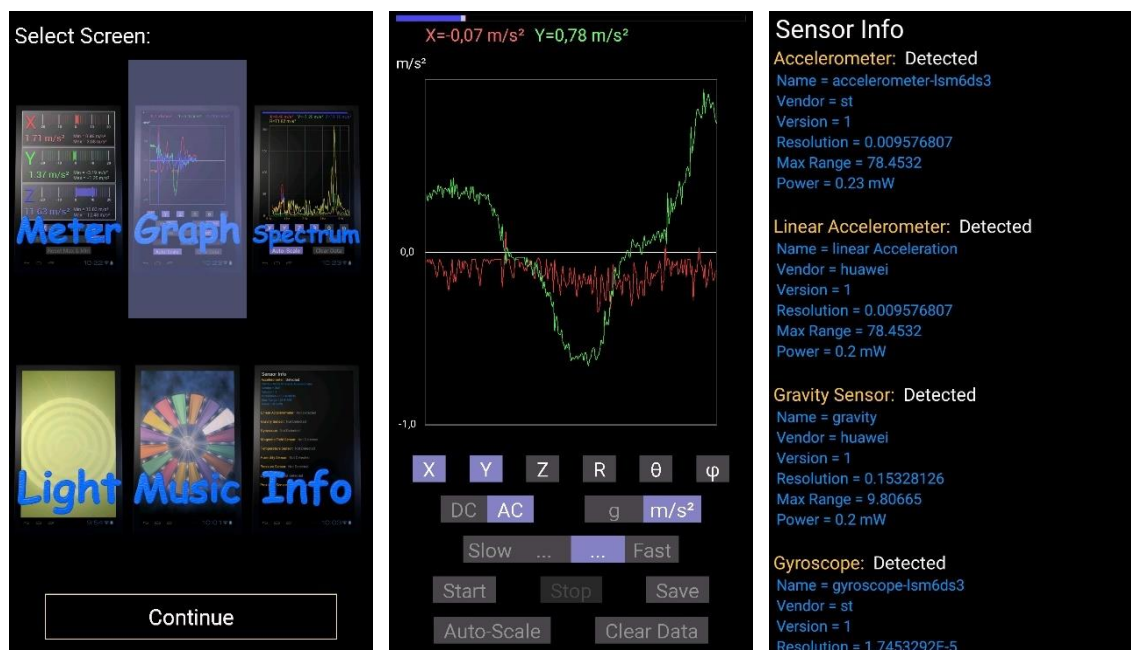 Select Screen:
Meter
Graph
Spectrum
Light
Music
Info
Continue
X=-0,07 m/s² Y=0,78 m/s²
m/s²
0,0
-1,0
X Y Z R θ φ
DC AC g m/s²
Slow ... ... Fast
Start Stop Save
Auto-Scale Clear Data
Sensor Info
Accelerometer: Detected
Name = accelerometer-lsm6ds3
Vendor = st
Version = 1
Resolution = 0.009576807
Max Range = 78.4532
Power = 0.23 mW
Linear Accelerometer: Detected
Name = linear Acceleration
Vendor = huawei
Version = 1
Resolution = 0.009576807
Max Range = 78.4532
Power = 0.2 mW
Gravity Sensor: Detected
Name = gravity
Vendor = huawei
Version = 1
Resolution = 0.15328126
Max Range = 9.80665
Power = 0.2 mW
Gyroscope: Detected
Name = gyroscope-lsm6ds3
Vendor = st
Version = 1
Resolution = 1.7453292E-5